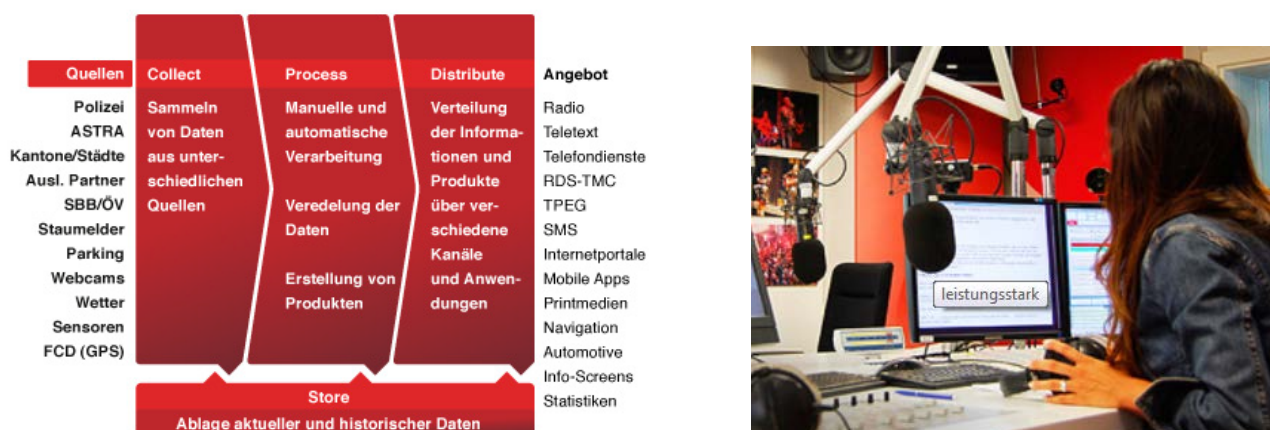 Quellen
Polizei
ASTRA
Kantone/Städte
Ausl. Partner
SBB/ÖV
Staumelder
Parking
Webcams
Wetter
Sensoren
FCD (GPS)
Collect
Sammeln
von Daten
aus unter-
schiedlichen
Quellen
Process
Manuelle und
automatische
Verarbeitung
Veredelung der
Daten
Erstellung von
Produkten
Distribute
Verteilung
der Informa-
tionen und
Produkte
über ver-
schiedene
Kanäle
und Anwen-
dungen
Angebot
Radio
Teletext
Telefondienste
RDS-TMC
TPEG
SMS
Internetportale
Mobile Apps
Printmedien
Navigation
Automotive
Info-Screens
Statistiken
Store
Ablage aktueller und historischer Daten
leistungsstark